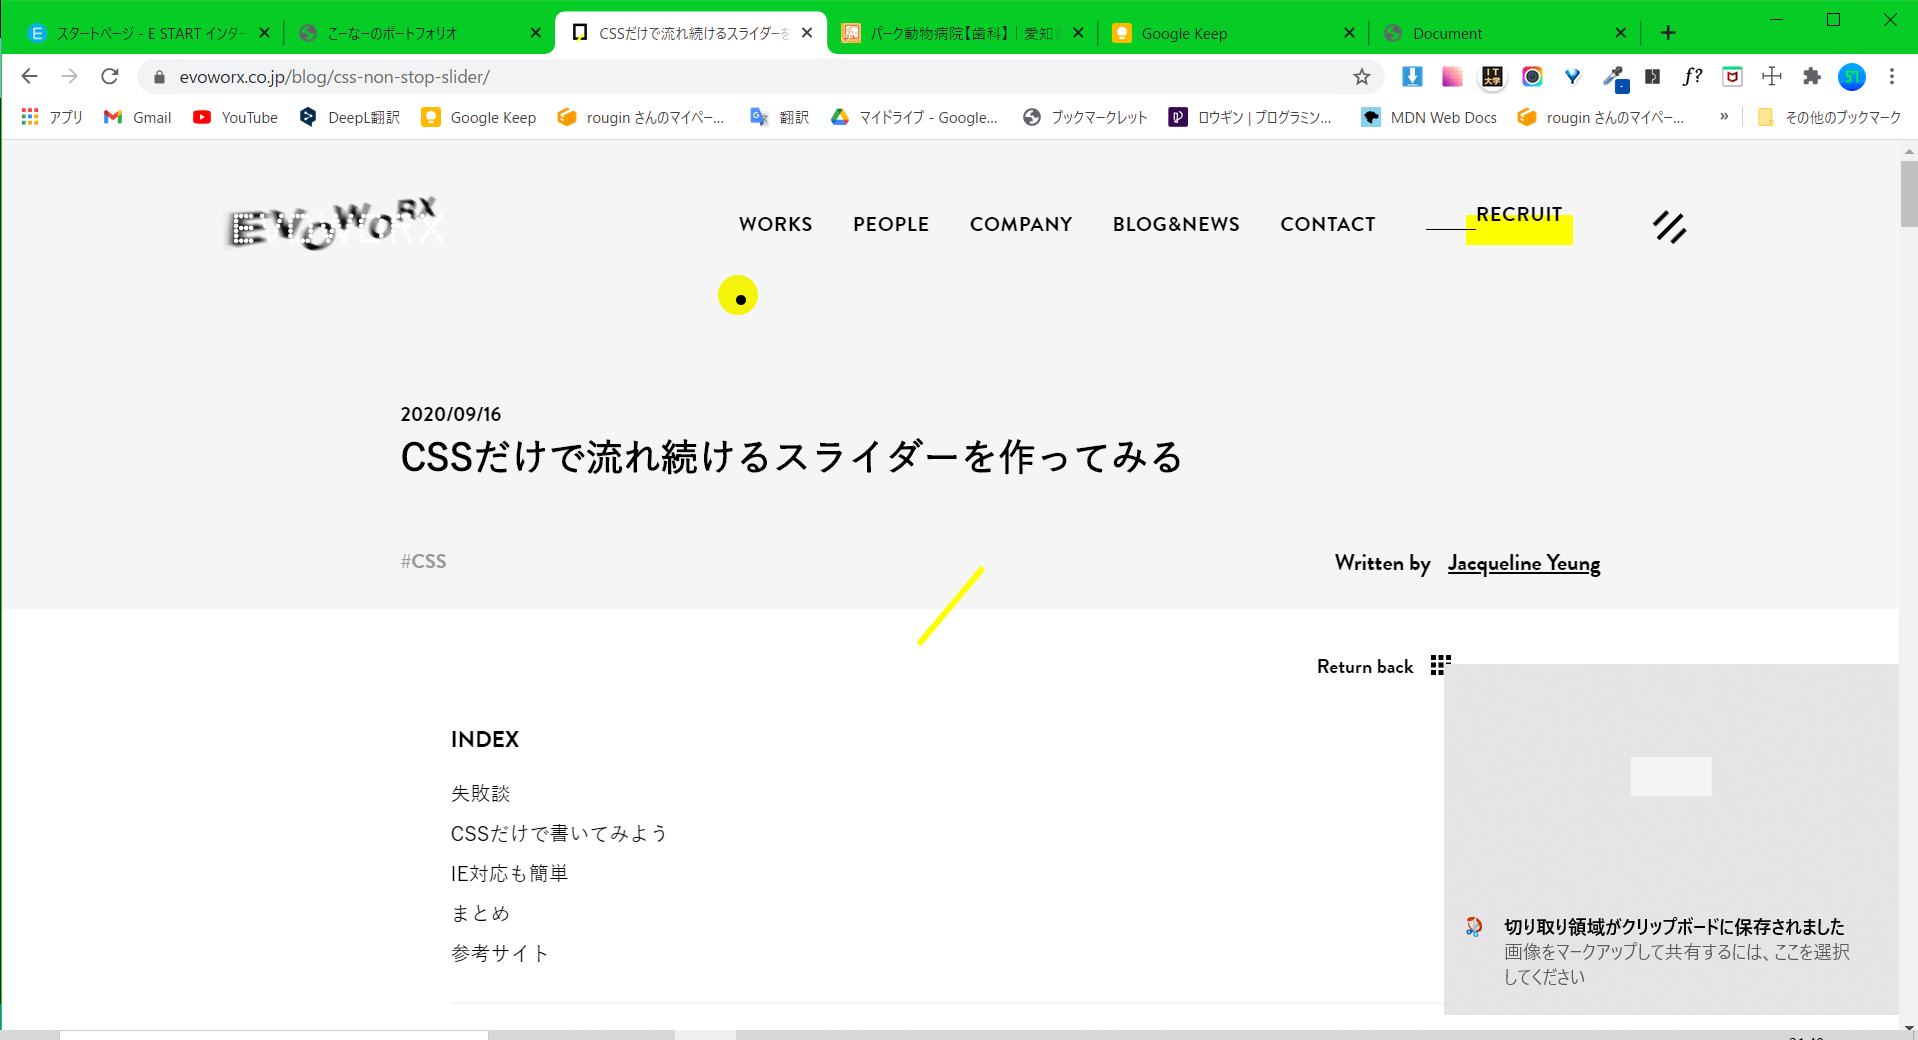 スタートページ - E START インター
こーなーのポートフォリオ
CSSだけで流れ続けるスライダーを
パーク動物病院【歯科】｜愛知
Google Keep
Document
evoworx.co.jp/blog/css-non-stop-slider/
アプリ
Gmail
YouTube
DeepL翻訳
Google Keep
rougin さんのマイペー...
翻訳
マイドライブ - Google...
ブックマークレット
ロウギン | プログラミン...
MDN Web Docs
rougin さんのマイペー...
»
その他のブックマーク
EVOWORX
WORKS
PEOPLE
COMPANY
BLOG&NEWS
CONTACT
RECRUIT
2020/09/16
CSSだけで流れ続けるスライダーを作ってみる
#CSS
Written by Jacqueline Yeung
Return back
INDEX
失敗談
CSSだけで書いてみよう
IE対応も簡単
まとめ
参考サイト
切り取り領域がクリップボードに保存されました
画像をマークアップして共有するには、ここを選択
してください